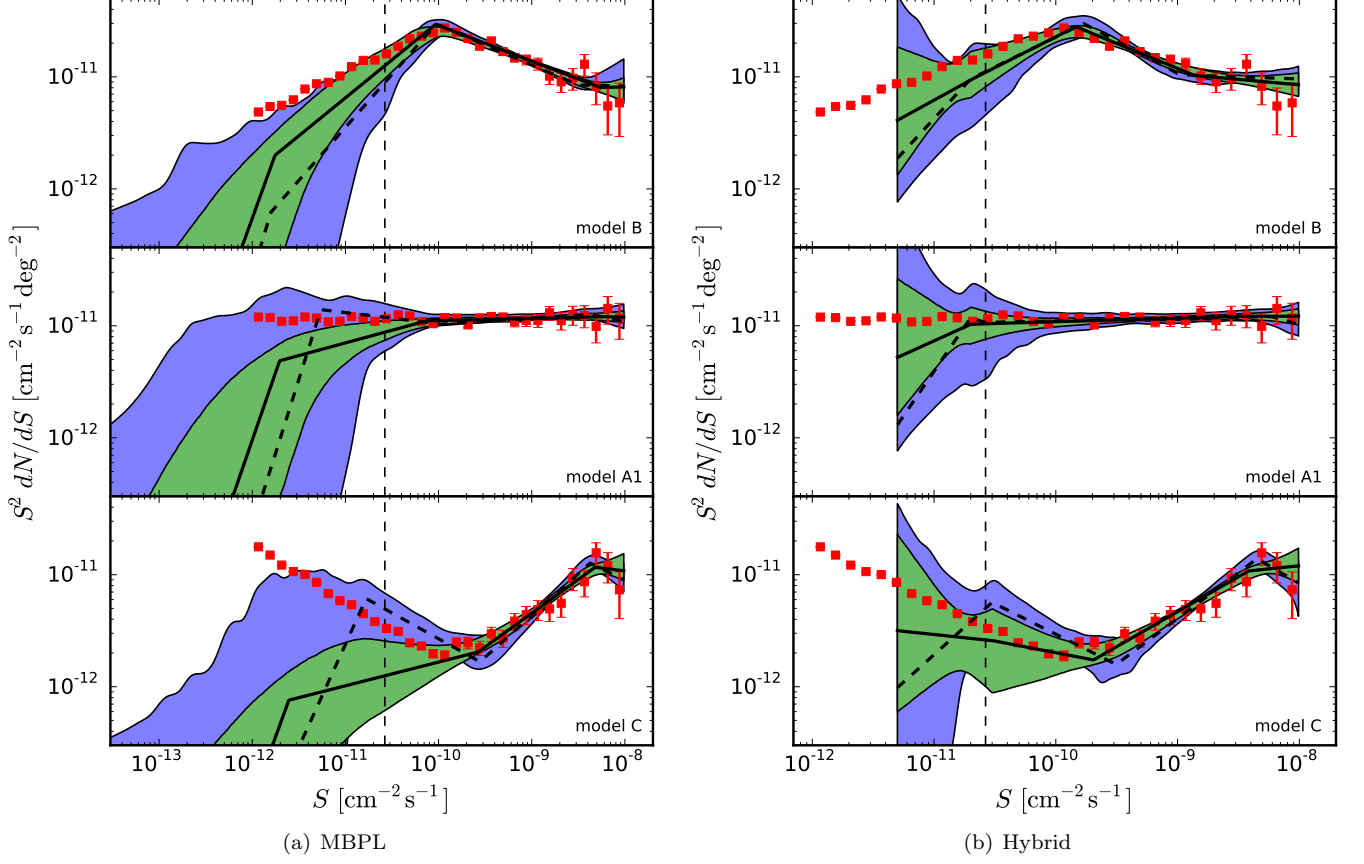 10⁻¹¹
10⁻¹²
model B
10⁻¹¹
10⁻¹²
model A1
10⁻¹¹
10⁻¹²
model C
10⁻¹³ 10⁻¹² 10⁻¹¹ 10⁻¹⁰ 10⁻⁹ 10⁻⁸
S [cm⁻² s⁻¹]
S² dN/dS [cm⁻² s⁻¹ deg⁻²]
(a) MBPL
10⁻¹¹
10⁻¹²
model B
10⁻¹¹
10⁻¹²
model A1
10⁻¹¹
10⁻¹²
model C
10⁻¹² 10⁻¹¹ 10⁻¹⁰ 10⁻⁹ 10⁻⁸
S [cm⁻² s⁻¹]
S² dN/dS [cm⁻² s⁻¹ deg⁻²]
(b) Hybrid